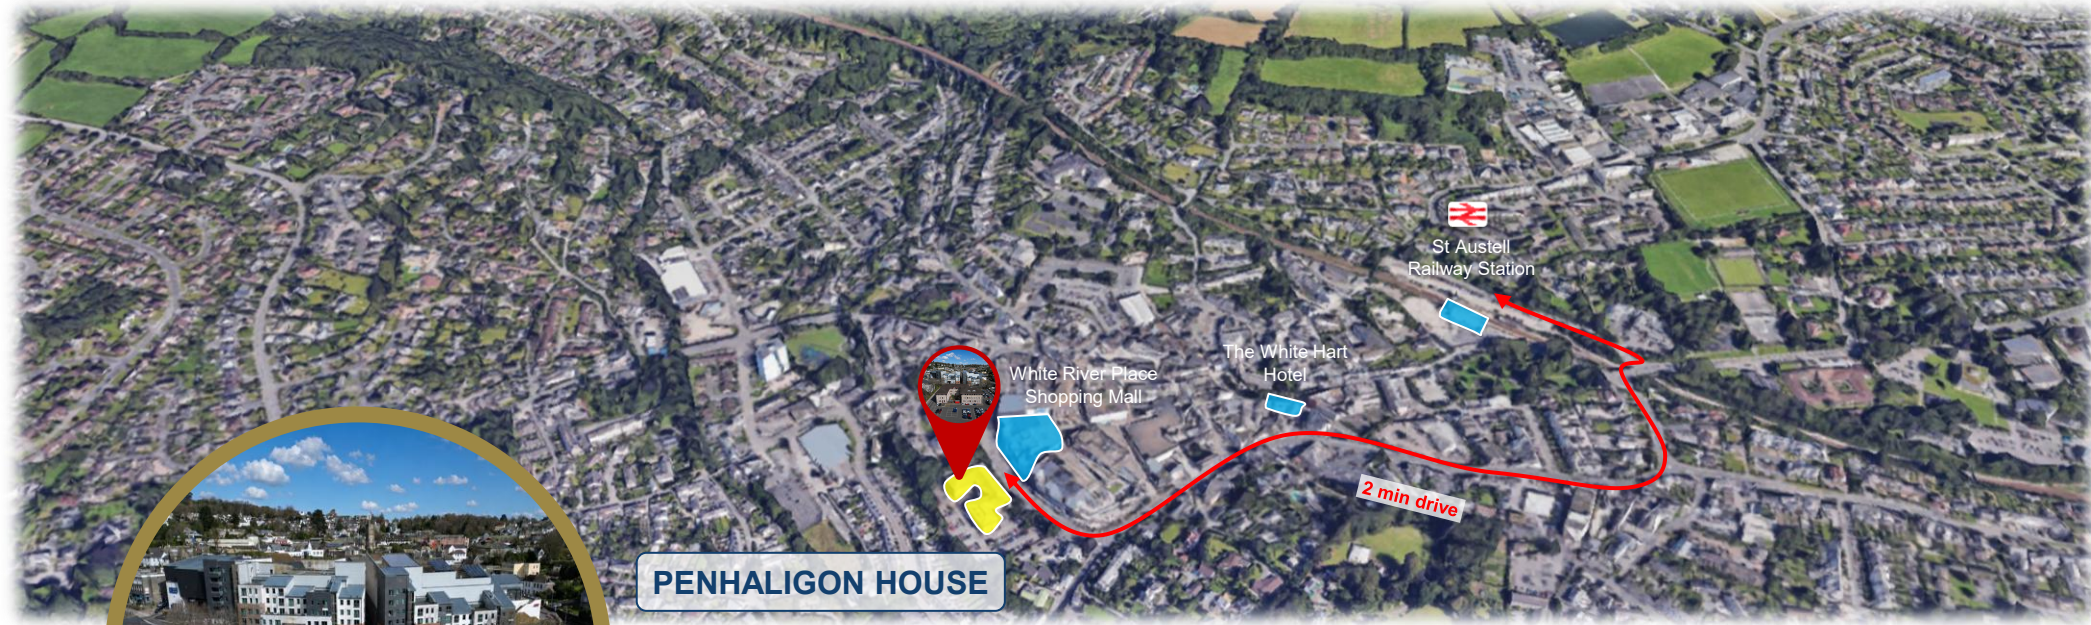 St Austell
Railway Station
The White Hart
Hotel
White River Place
Shopping Mall
2 min drive
PENHALIGON HOUSE